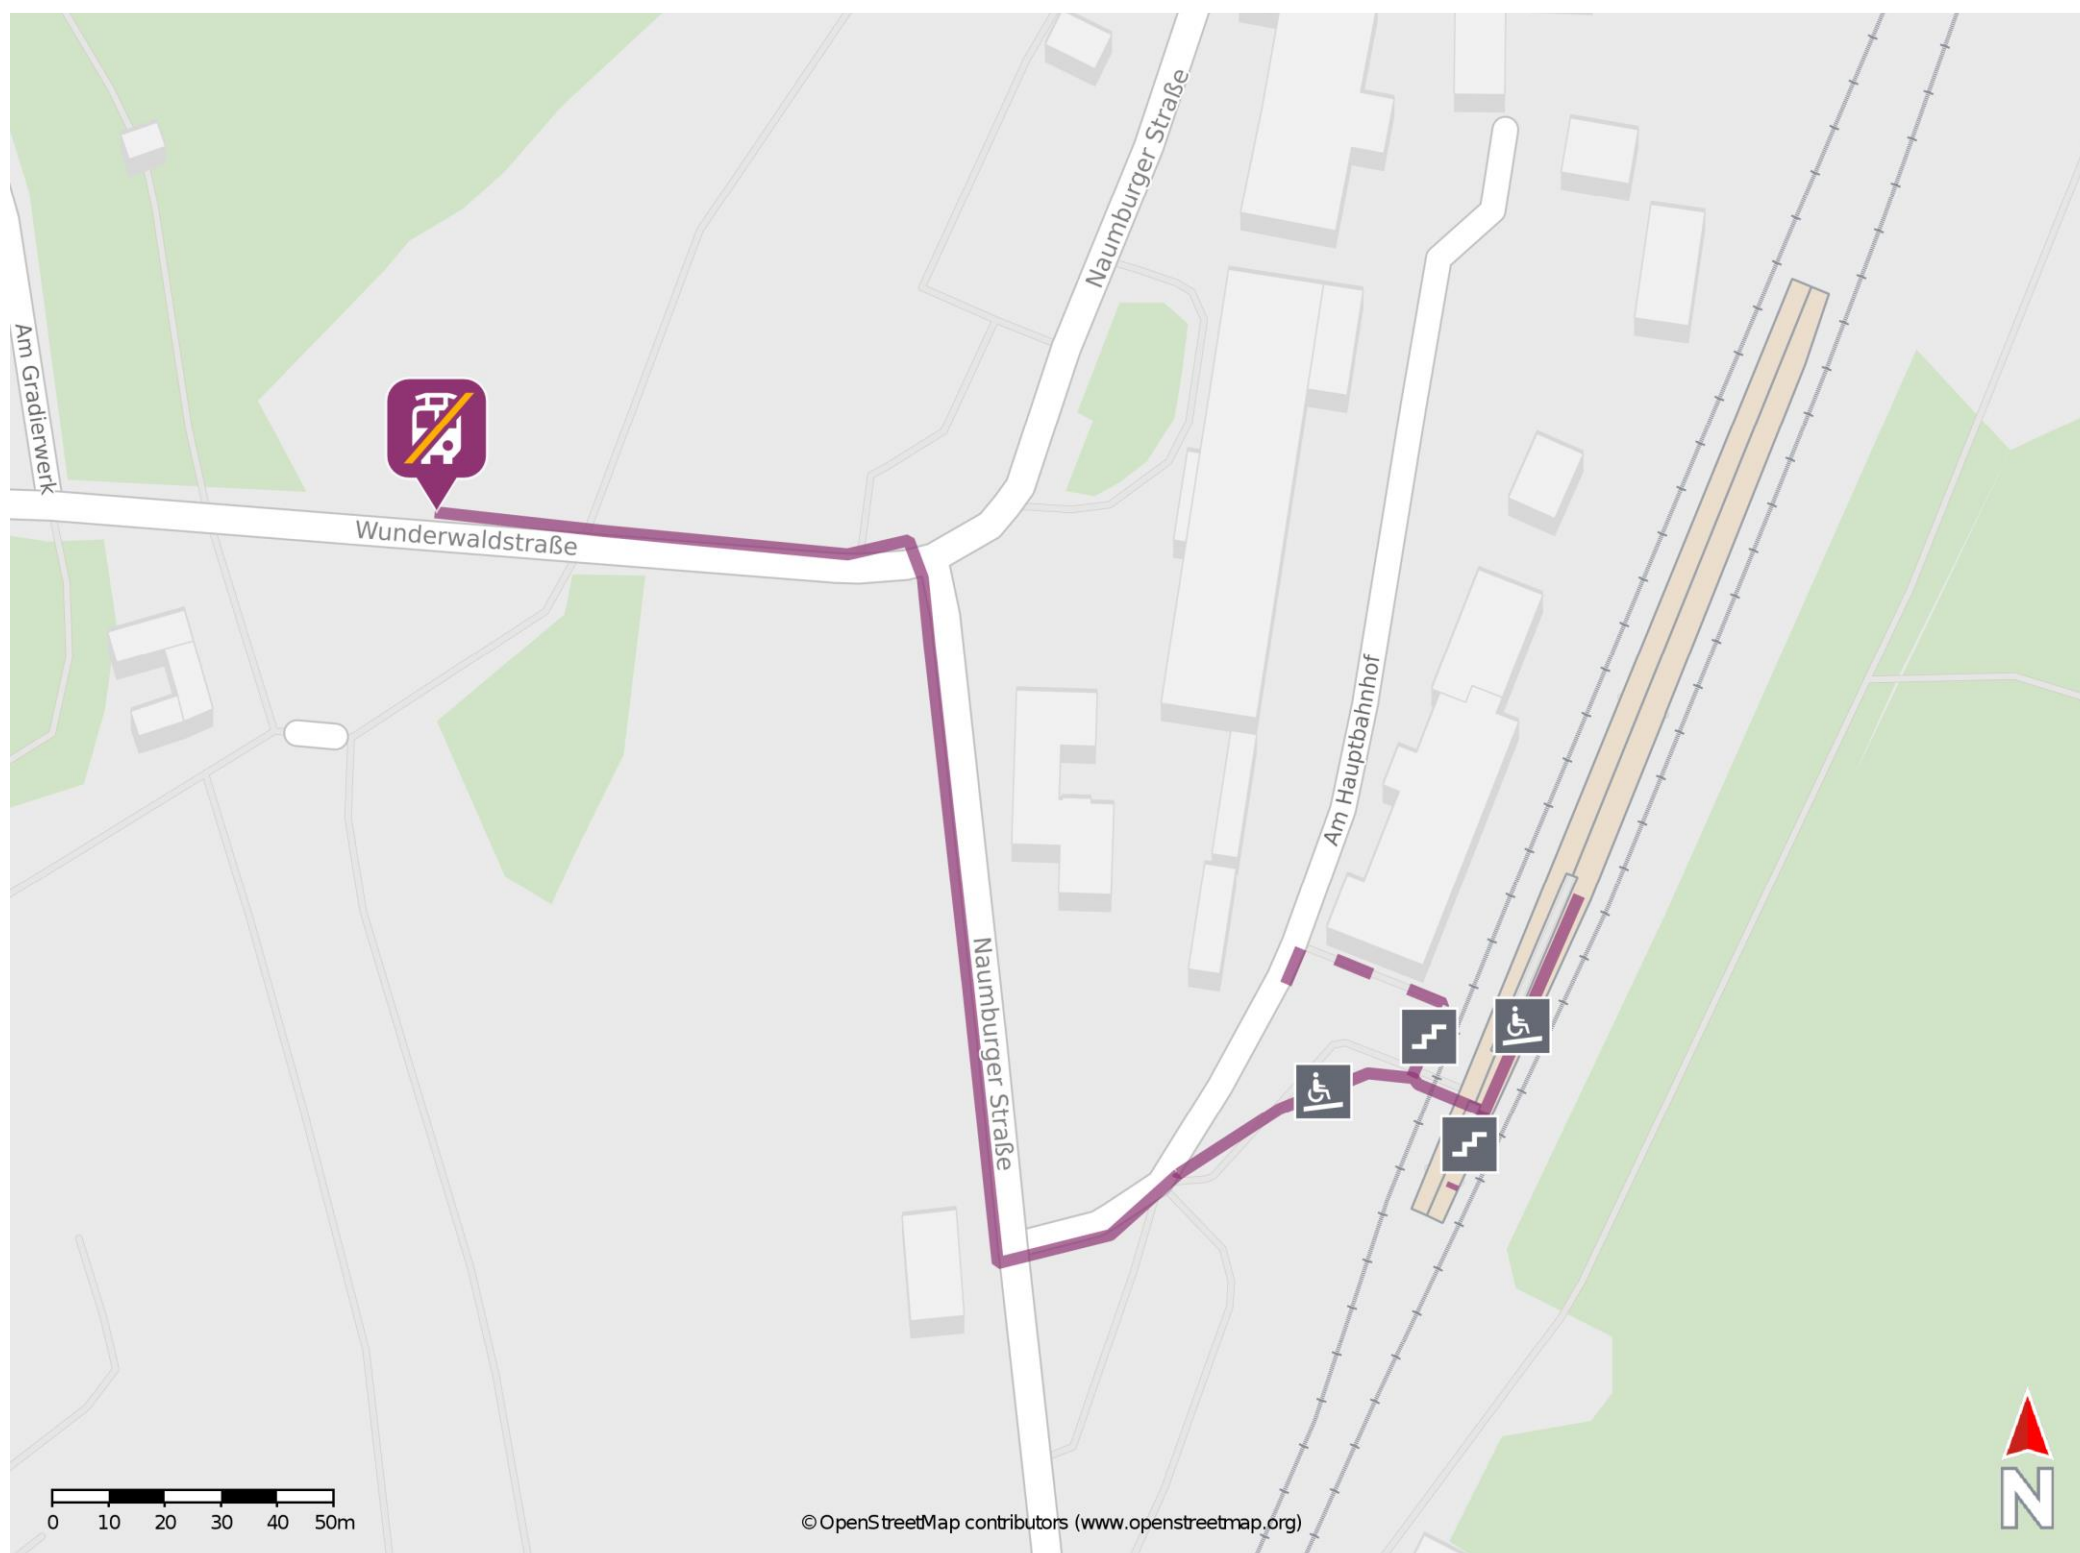 Naumburger Straße
Am Gradierwerk
Wunderwaldstraße
Am Hauptbahnhof
Naumburger Straße
0 10 20 30 40 50m
© OpenStreetMap contributors (www.openstreetmap.org)
N